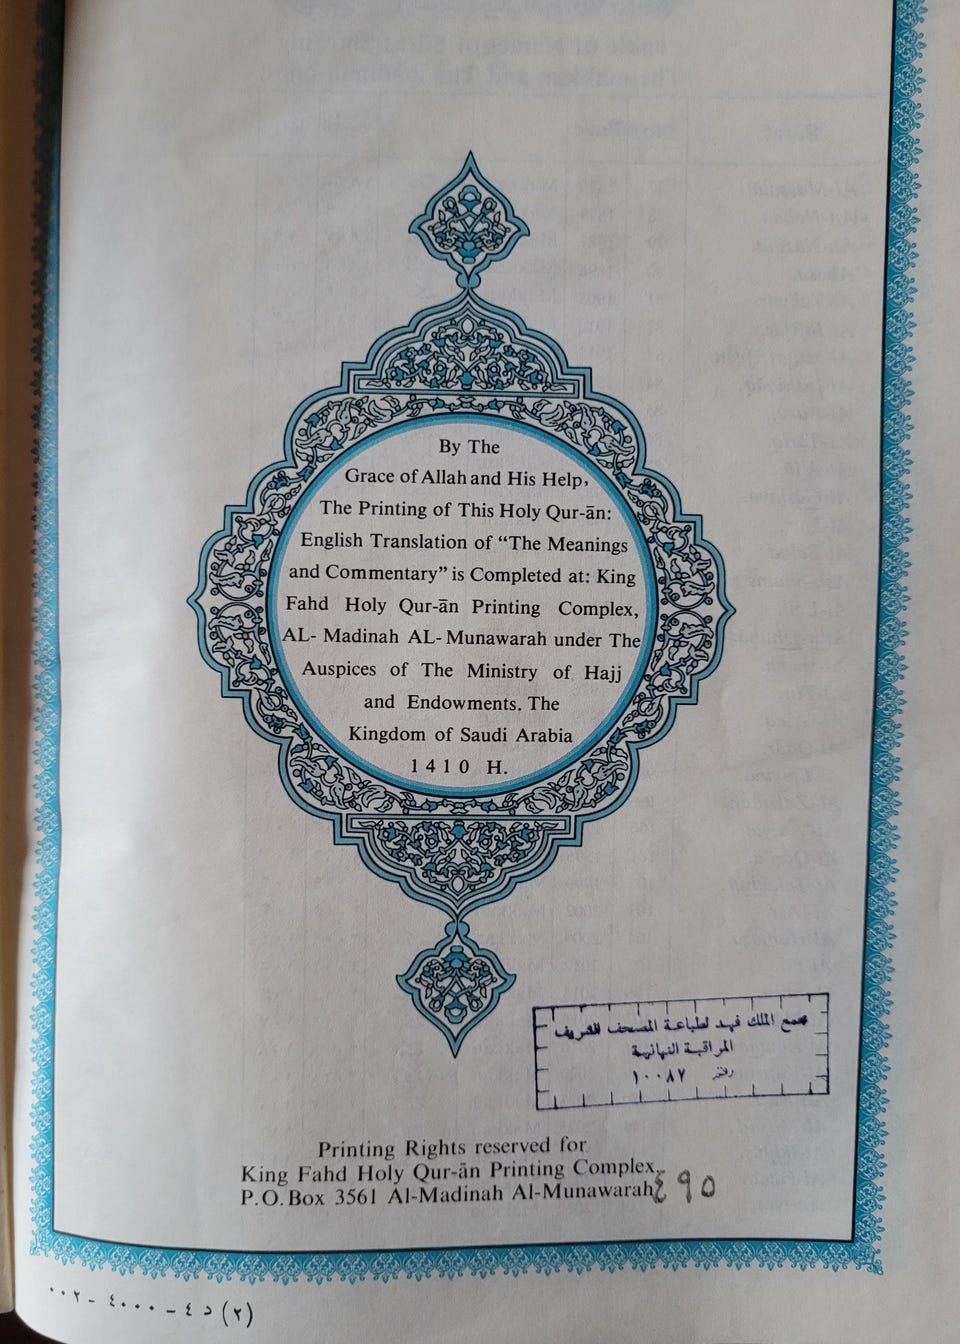 By The
Grace of Allah and His Help,
The Printing of This Holy Qur-ān:
English Translation of “The Meanings
and Commentary” is Completed at: King
Fahd Holy Qur-ān Printing Complex,
AL- Madinah AL- Munawarah under The
Auspices of The Ministry of Hajj
and Endowments. The
Kingdom of Saudi Arabia
1410 H.
مجمع الملك فهد لطباعة المصحف الشريف
المراقبة النهائية
رقم ١٠٠٨٧
Printing Rights reserved for
King Fahd Holy Qur-ān Printing Complex,
P.O. Box 3561 Al-Madinah Al-Munawarah
٤٩٥
(٢) د ٤ - ٤٠٠٠ - ٠٠٢